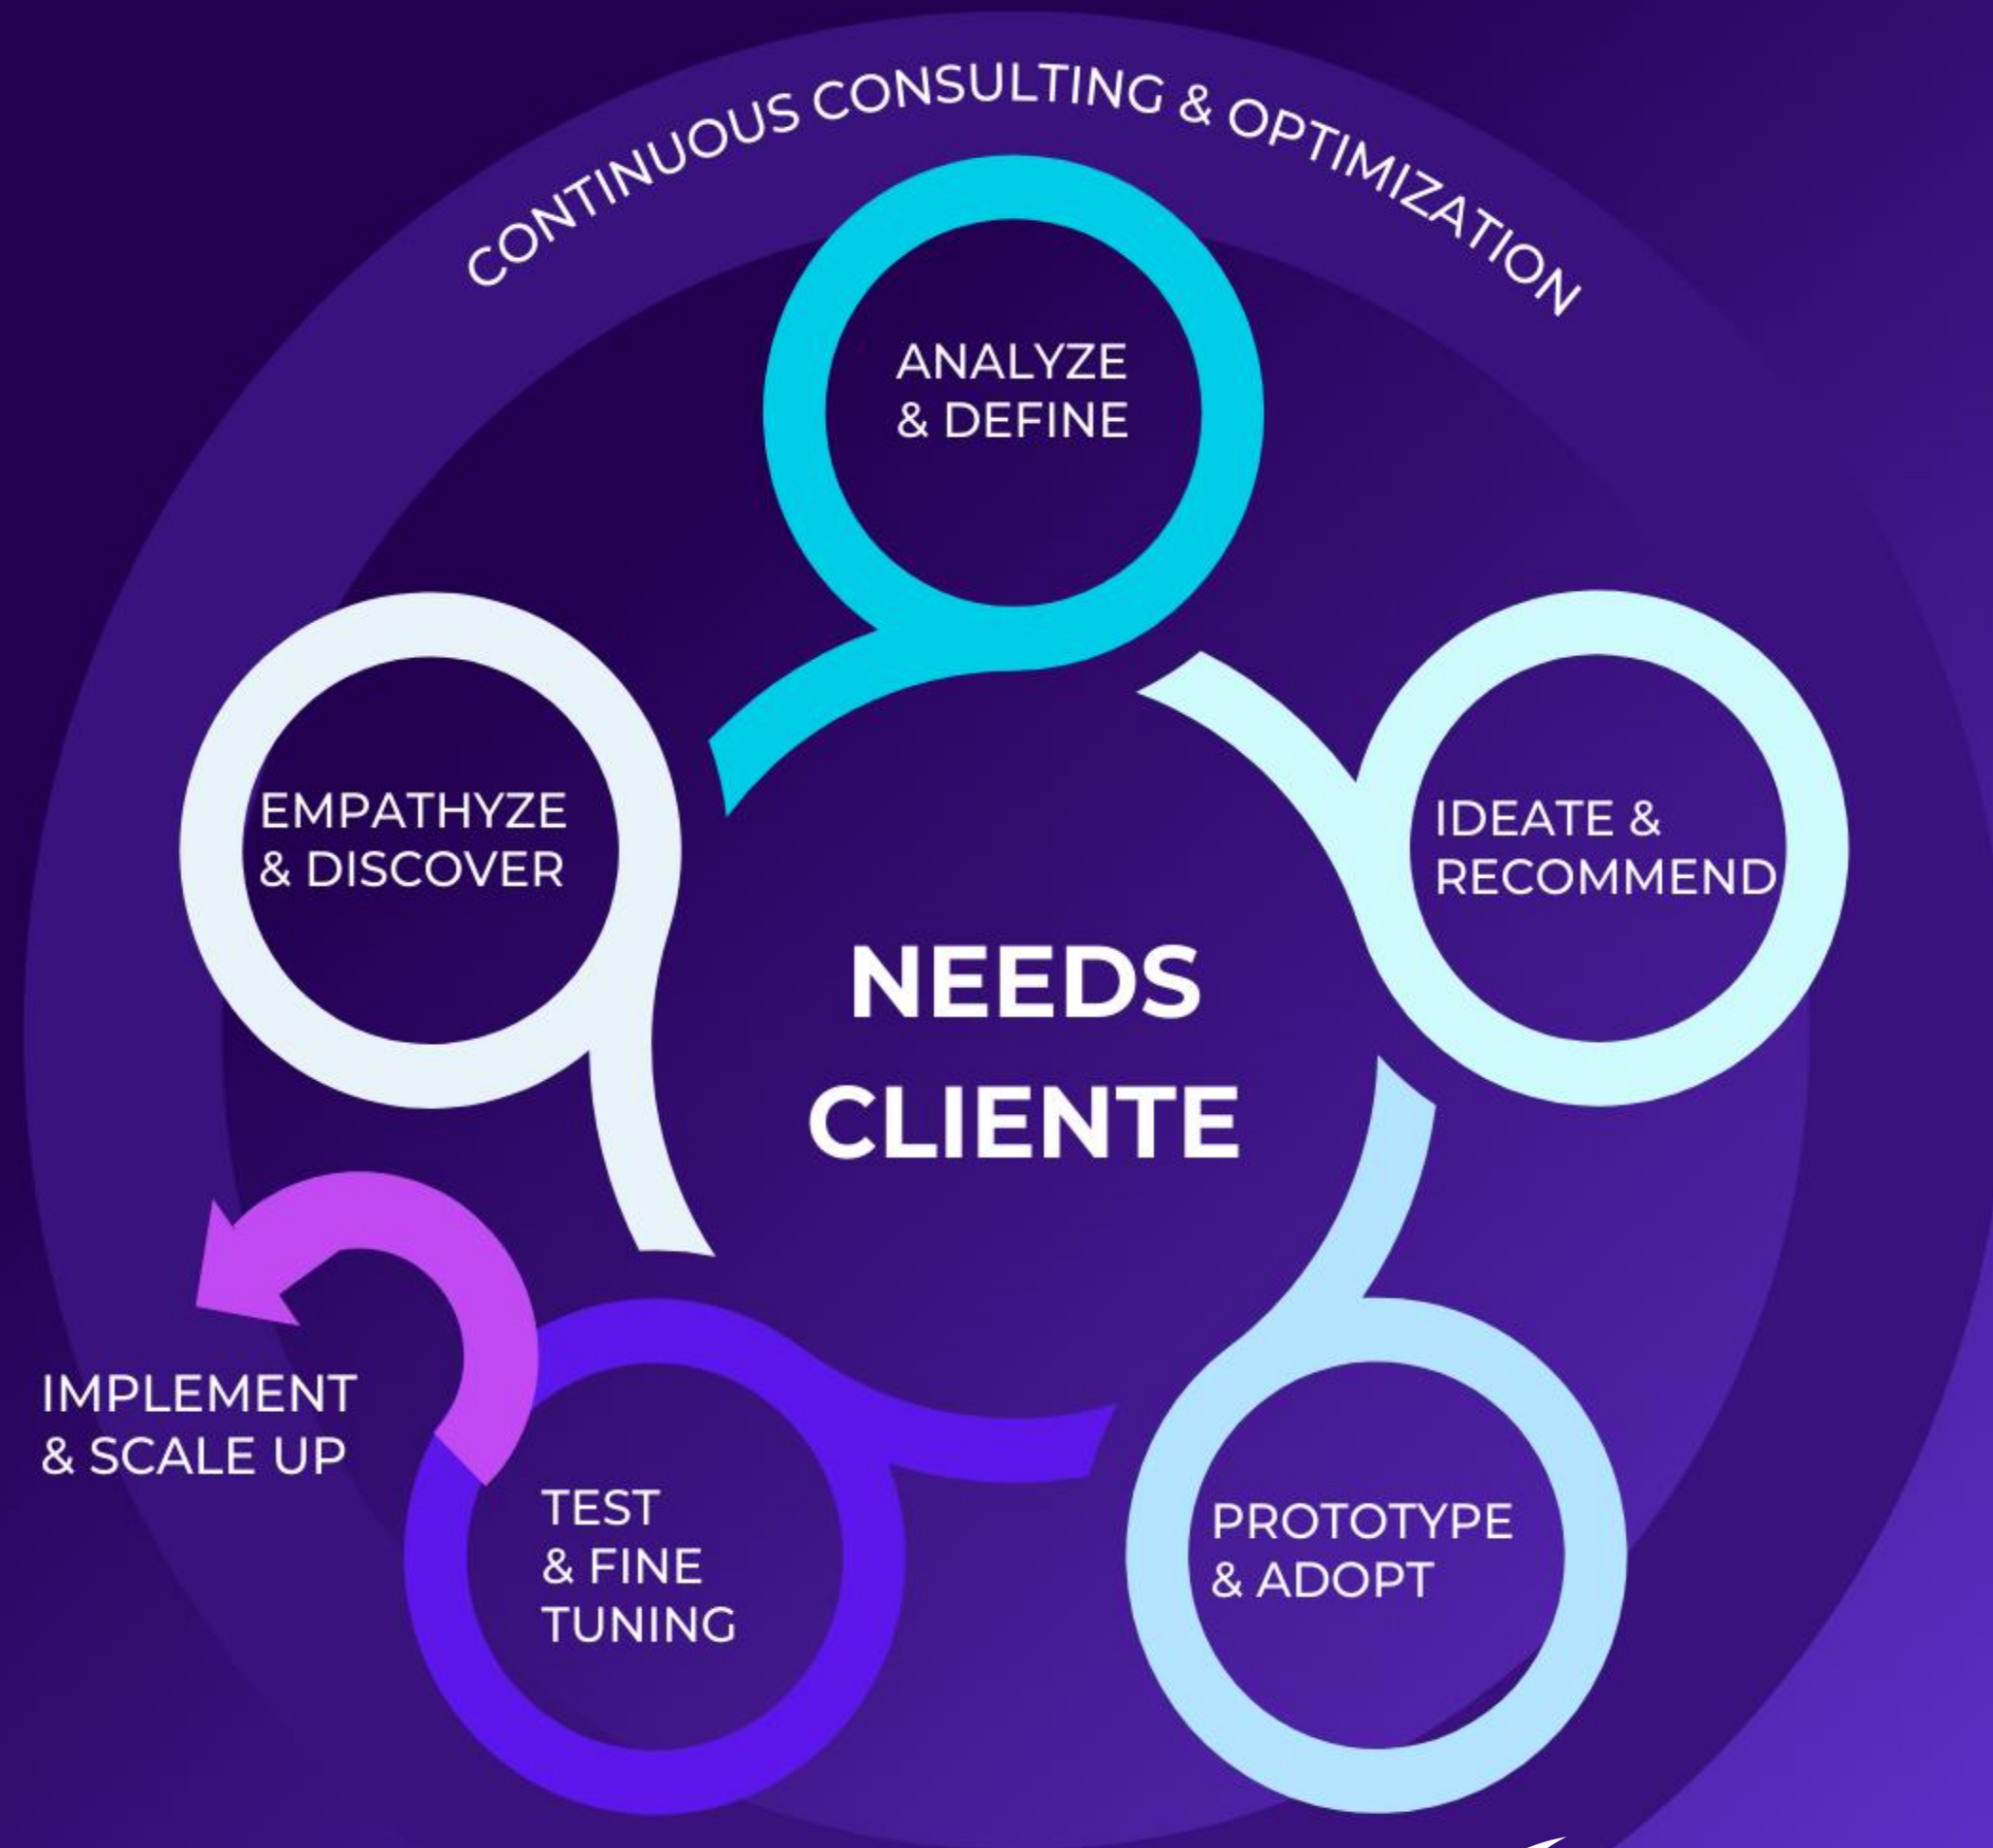 CONTINUOUS CONSULTING & OPTIMIZATION
ANALYZE
& DEFINE
EMPATHYZE
& DISCOVER
IDEATE &
RECOMMEND
NEEDS
CLIENTE
IMPLEMENT
& SCALE UP
TEST
& FINE
TUNING
PROTOTYPE
& ADOPT